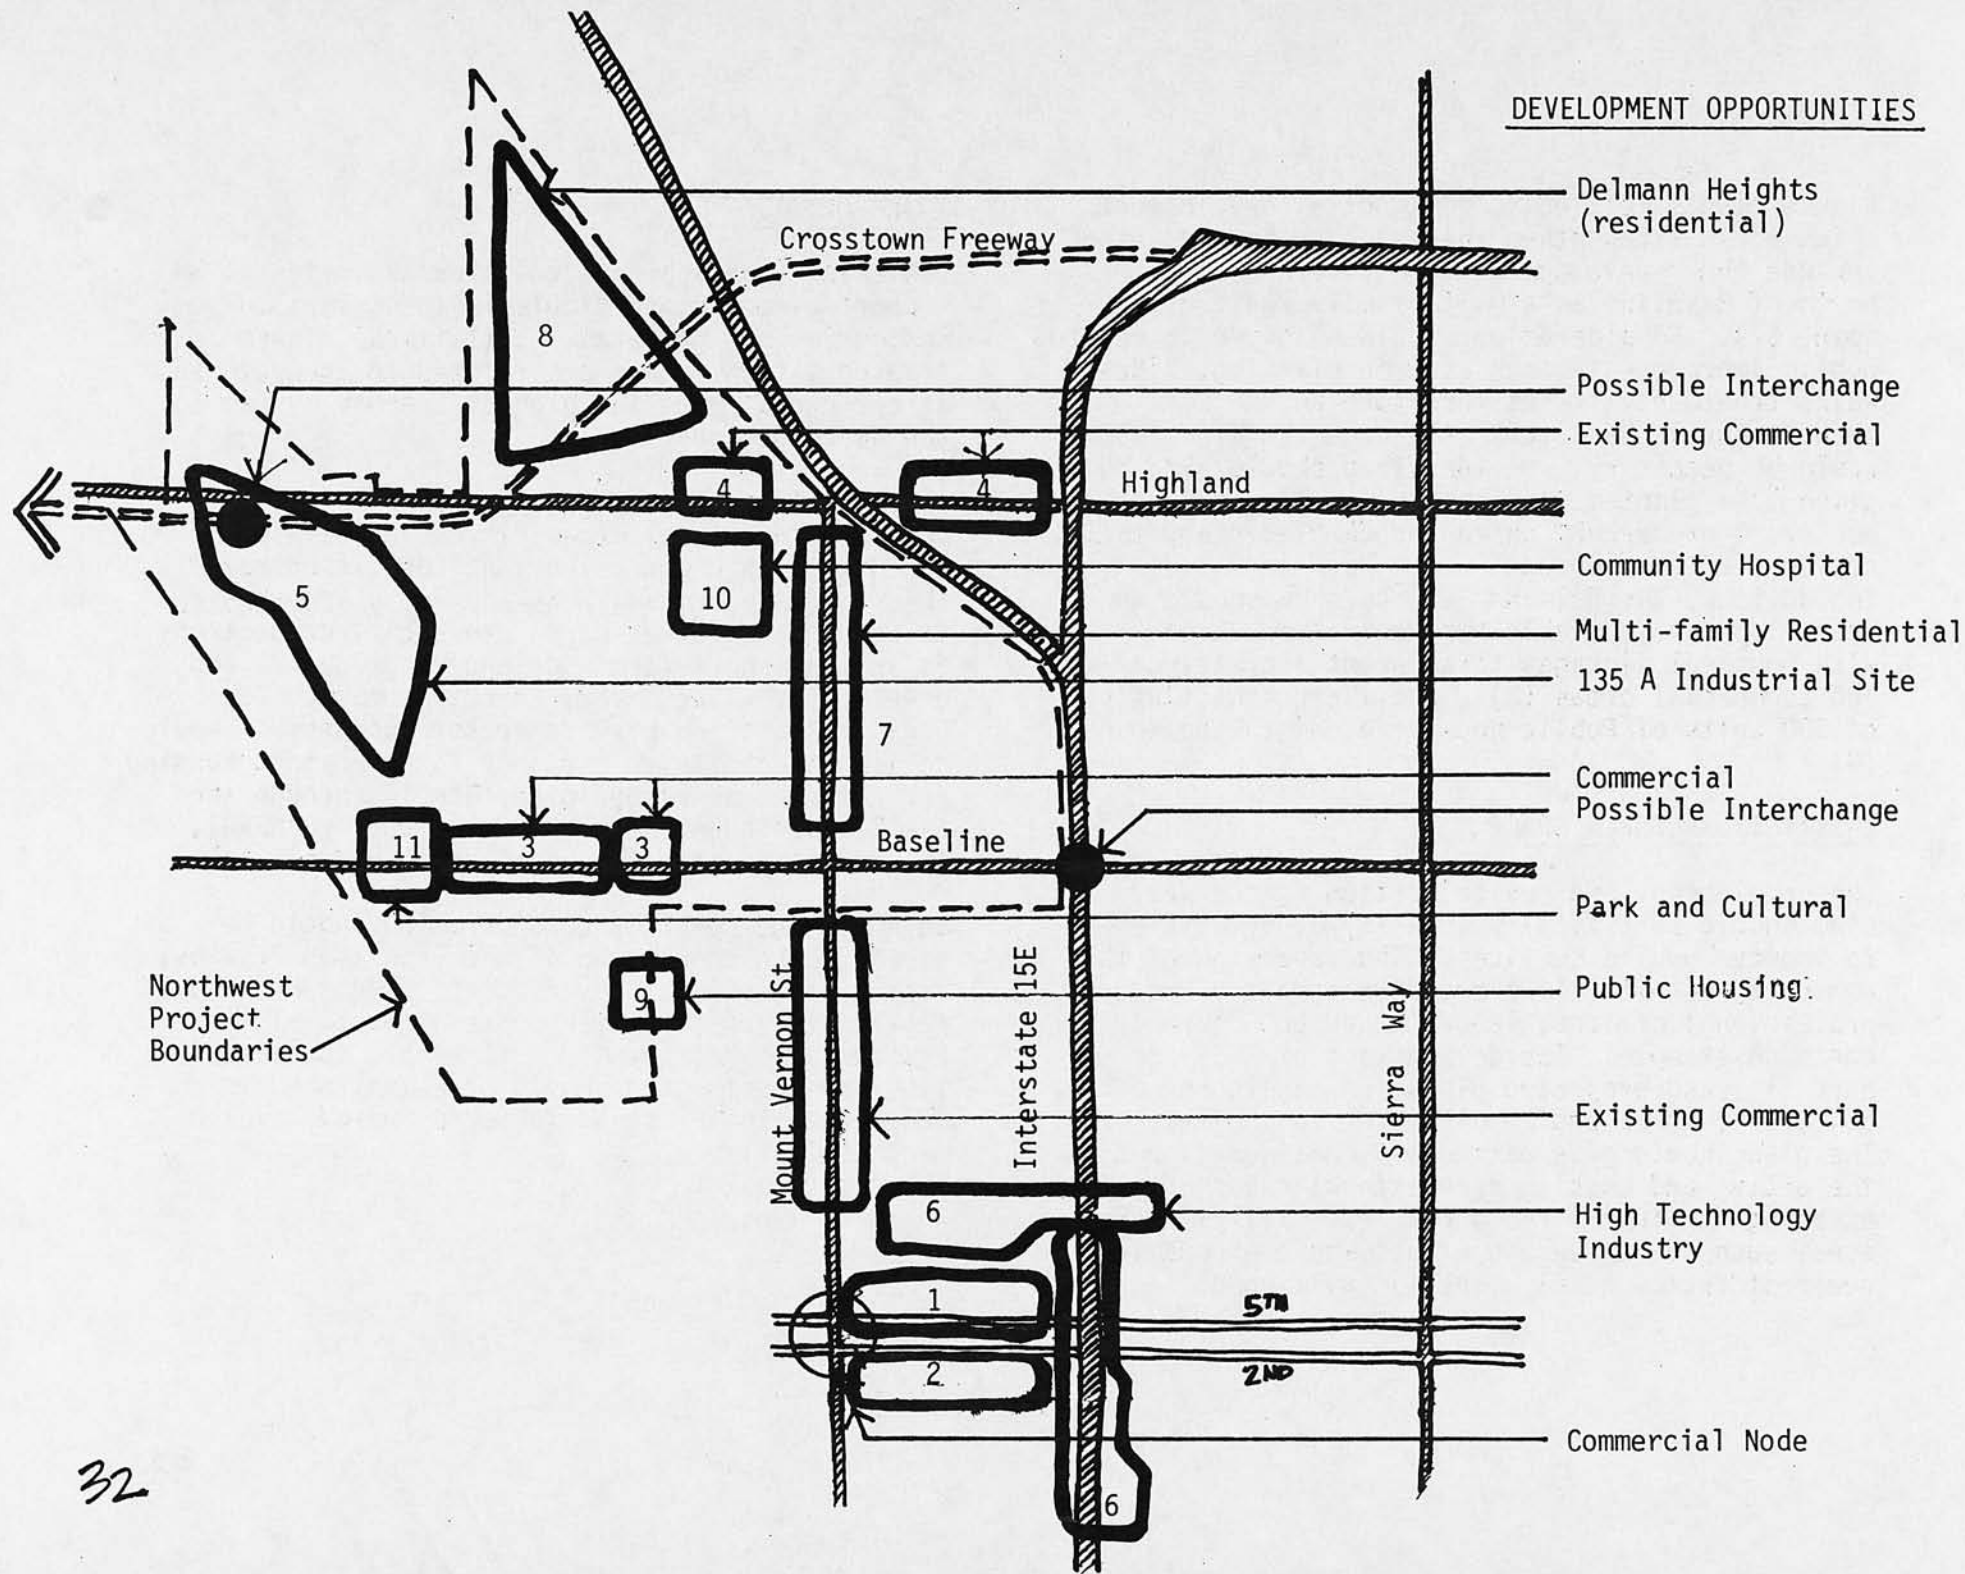 DEVELOPMENT OPPORTUNITIES
Delmann Heights
(residential)
Crosstown Freeway
8
Possible Interchange
Existing Commercial
4
4
Highland
Community Hospital
5
10
Multi-family Residential
135 A Industrial Site
7
Commercial
Possible Interchange
11
3
3
Baseline
Park and Cultural
Northwest
Project
Boundaries
9
Public Housing
Mount Vernon St
Interstate 15E
Sierra Way
Existing Commercial
6
High Technology
Industry
1
5TH
2
2ND
Commercial Node
6
32